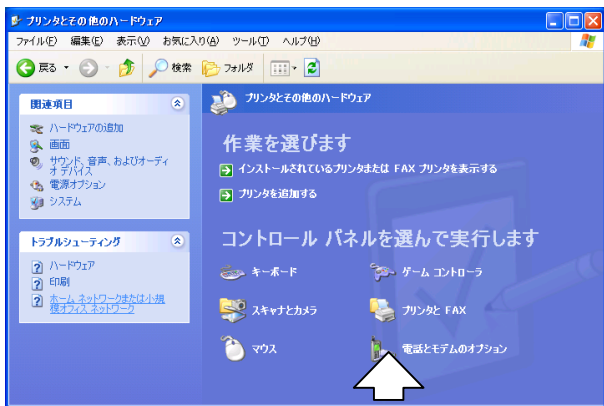 プリンタとその他のハードウェア
ファイル(F) 編集(E) 表示(V) お気に入り(A) ツール(T) ヘルプ(H)
戻る 検索 フォルダ
関連項目
ハードウェアの追加
画面
サウンド、音声、およびオーディ
オ デバイス
電源オプション
システム
トラブルシューティング
ハードウェア
印刷
ホーム ネットワークまたは小規
模オフィス ネットワーク
プリンタとその他のハードウェア
作業を選びます
インストールされているプリンタまたは FAX プリンタを表示する
プリンタを追加する
コントロール パネルを選んで実行します
キーボード ゲーム コントローラ
スキャナとカメラ プリンタと FAX
マウス 電話とモデムのオプション